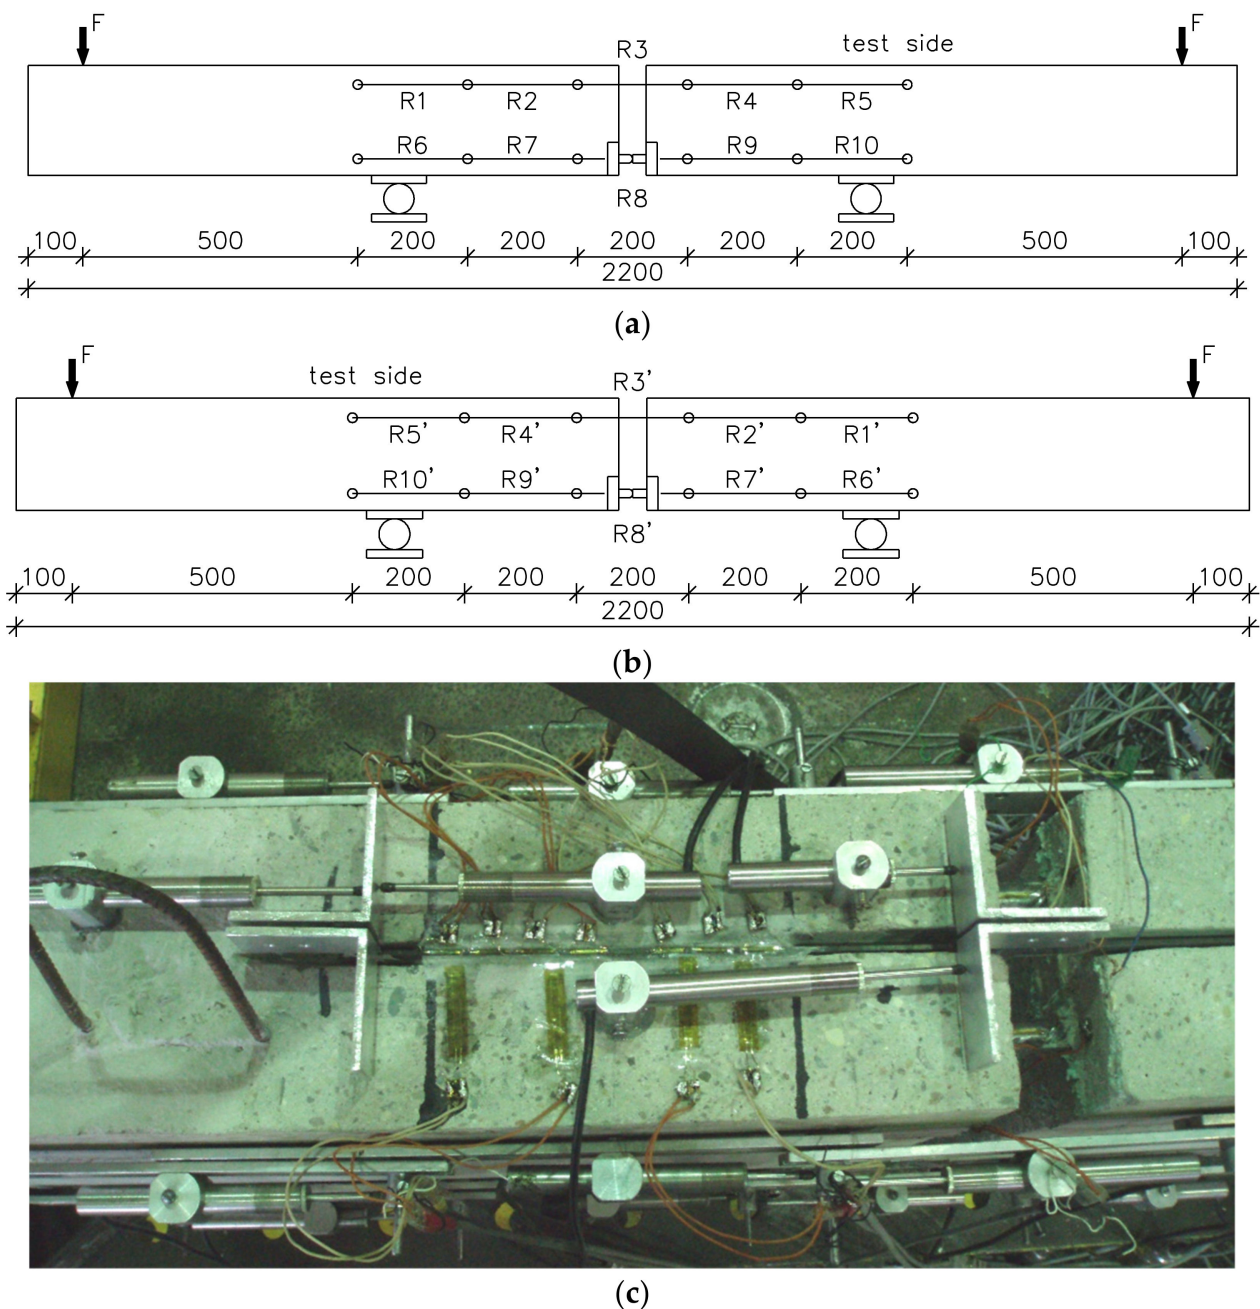 F F
R3 test side
R1 R2 R4 R5
R6 R7 R9 R10
R8
100 500 200 200 200 200 200 500 100
2200
(a)
F F
test side R3’
R5’ R4’ R2’ R1’
R10’ R9’ R7’ R6’
R8’
100 500 200 200 200 200 200 500 100
2200
(b)
(c)